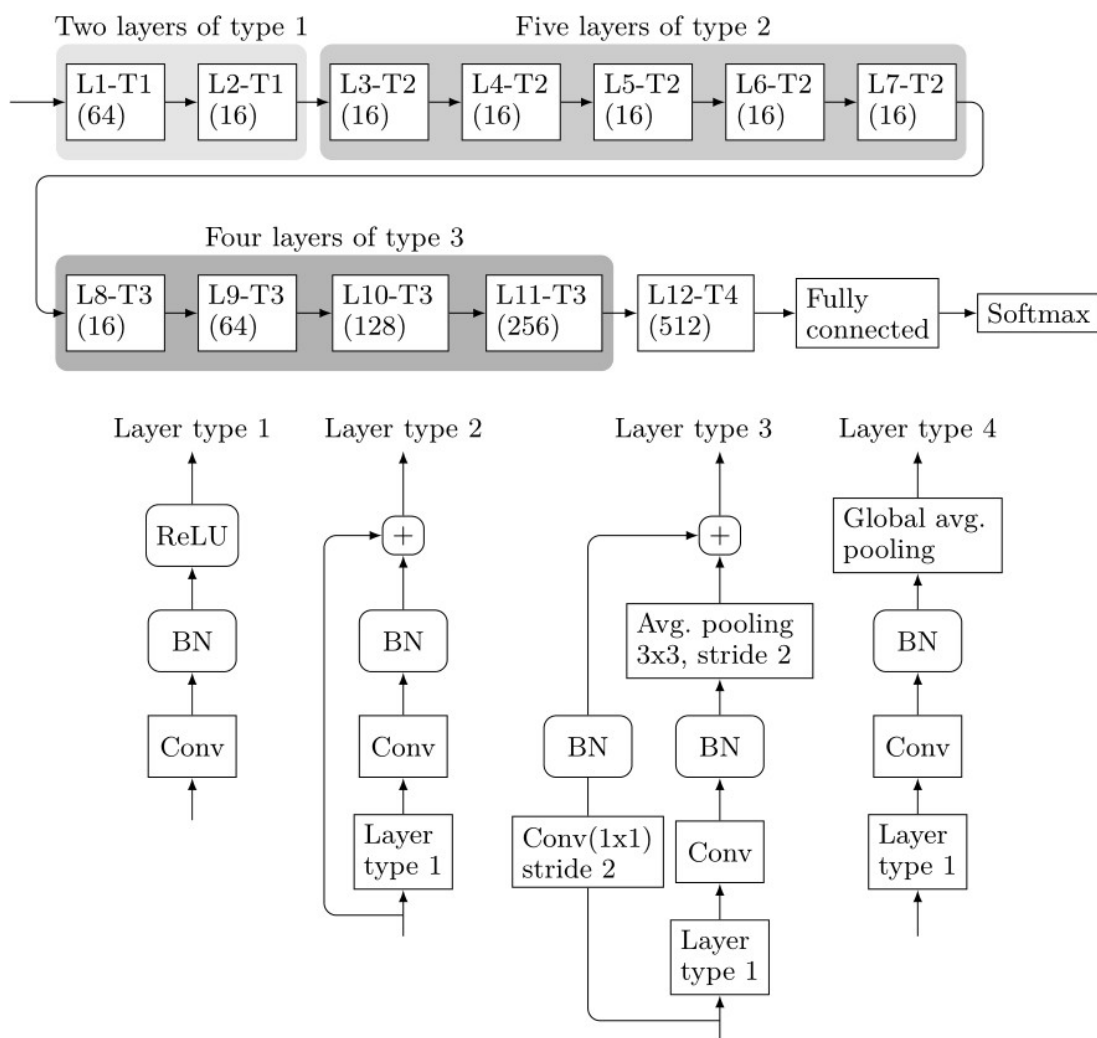 Two layers of type 1
Five layers of type 2
L1-T1
(64)
L2-T1
(16)
L3-T2
(16)
L4-T2
(16)
L5-T2
(16)
L6-T2
(16)
L7-T2
(16)
Four layers of type 3
L8-T3
(16)
L9-T3
(64)
L10-T3
(128)
L11-T3
(256)
L12-T4
(512)
Fully
connected
Softmax
Layer type 1
ReLU
BN
Conv
Layer type 2
+
BN
Conv
Layer
type 1
Layer type 3
+
Avg. pooling
3x3, stride 2
BN
BN
Conv(1x1)
stride 2
Conv
Layer
type 1
Layer type 4
Global avg.
pooling
BN
Conv
Layer
type 1